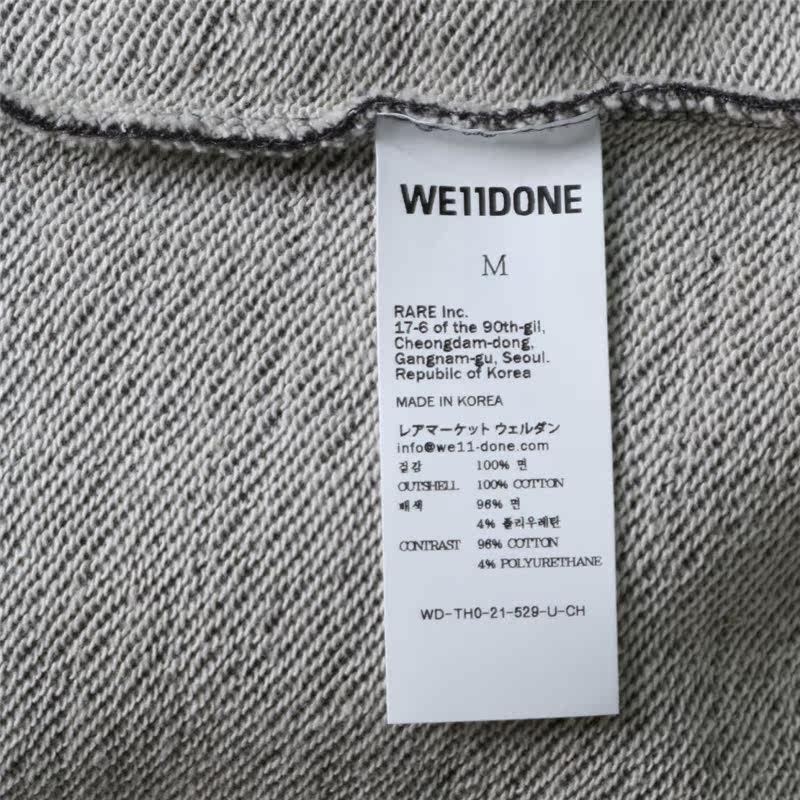 WE11DONE
M
RARE Inc.
17-6 of the 90th-gil,
Cheongdam-dong,
Gangnam-gu, Seoul.
Repubilc of Korea
MADE IN KOREA
レアマーケット ウェルダン
info@we11-done.com
겉감 100% 면
OUTSHELL 100% COTTON
배색 96% 면
4% 폴리우레탄
CONTRAST 96% COTTON
4% POLYURETHANE
WD-TH0-21-529-U-CH